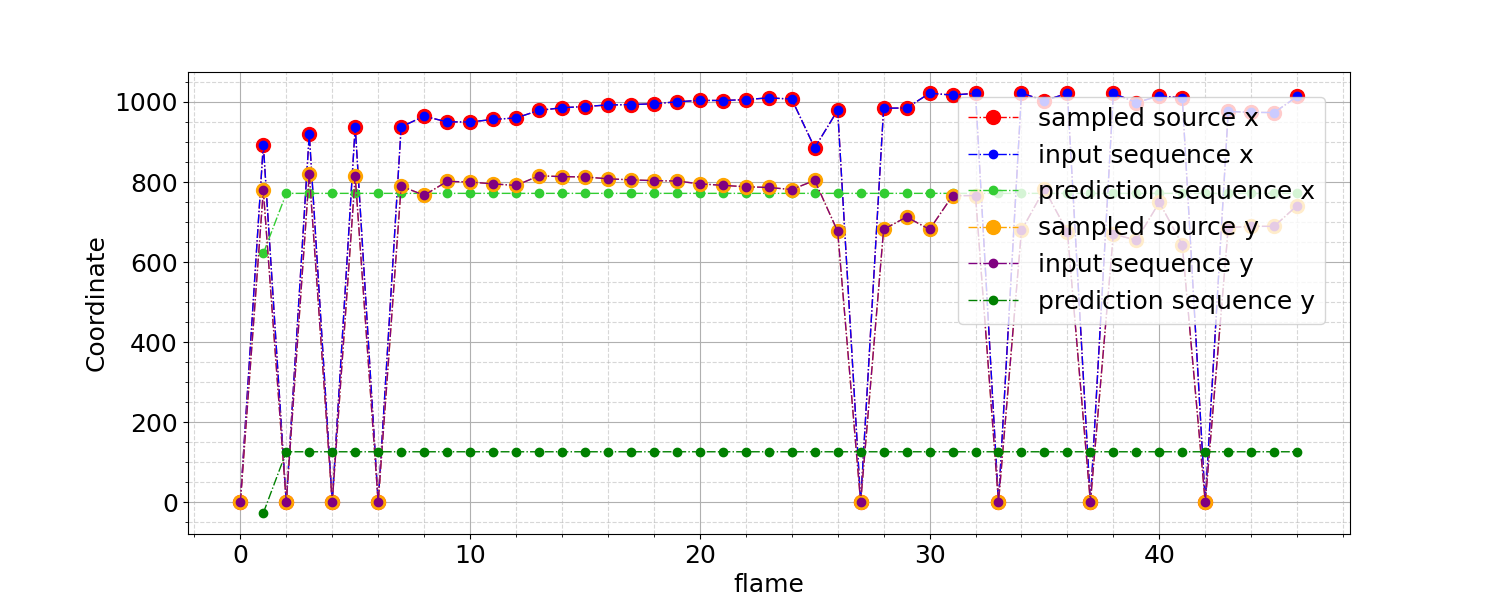 1000
800
600
400
200
0
Coordinate
sampled source x
input sequence x
prediction sequence x
sampled source y
input sequence y
prediction sequence y
0 10 20 30 40
flame